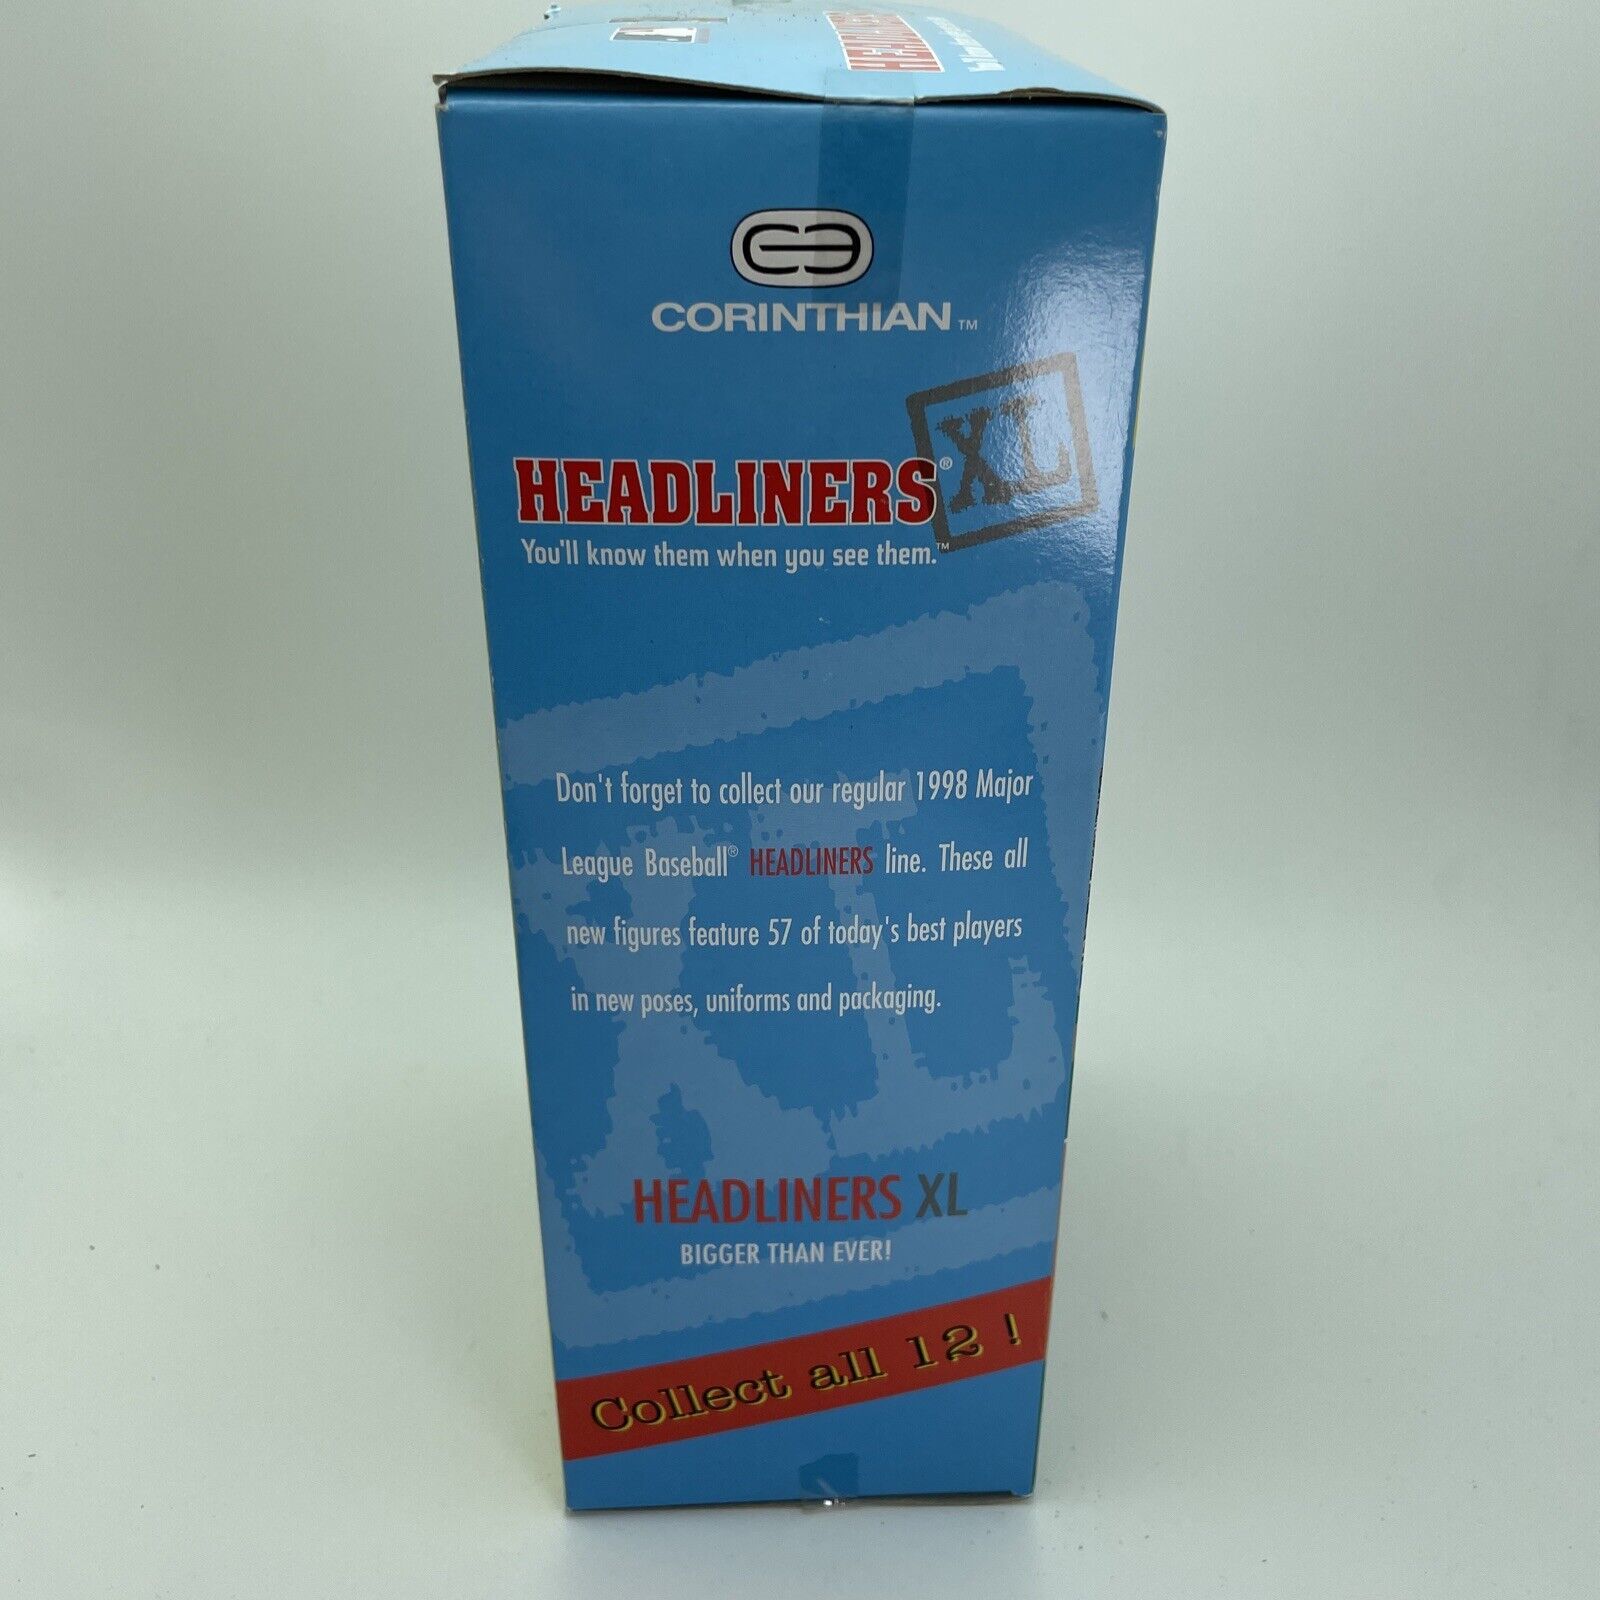 HEADLINERS
CORINTHIAN™
XL
HEADLINERS®
You'll know them when you see them.™
Don't forget to collect our regular 1998 Major
League Baseball® HEADLINERS line. These all
new figures feature 57 of today's best players
in new poses, uniforms and packaging.
HEADLINERS XL
BIGGER THAN EVER!
Collect all 12 !